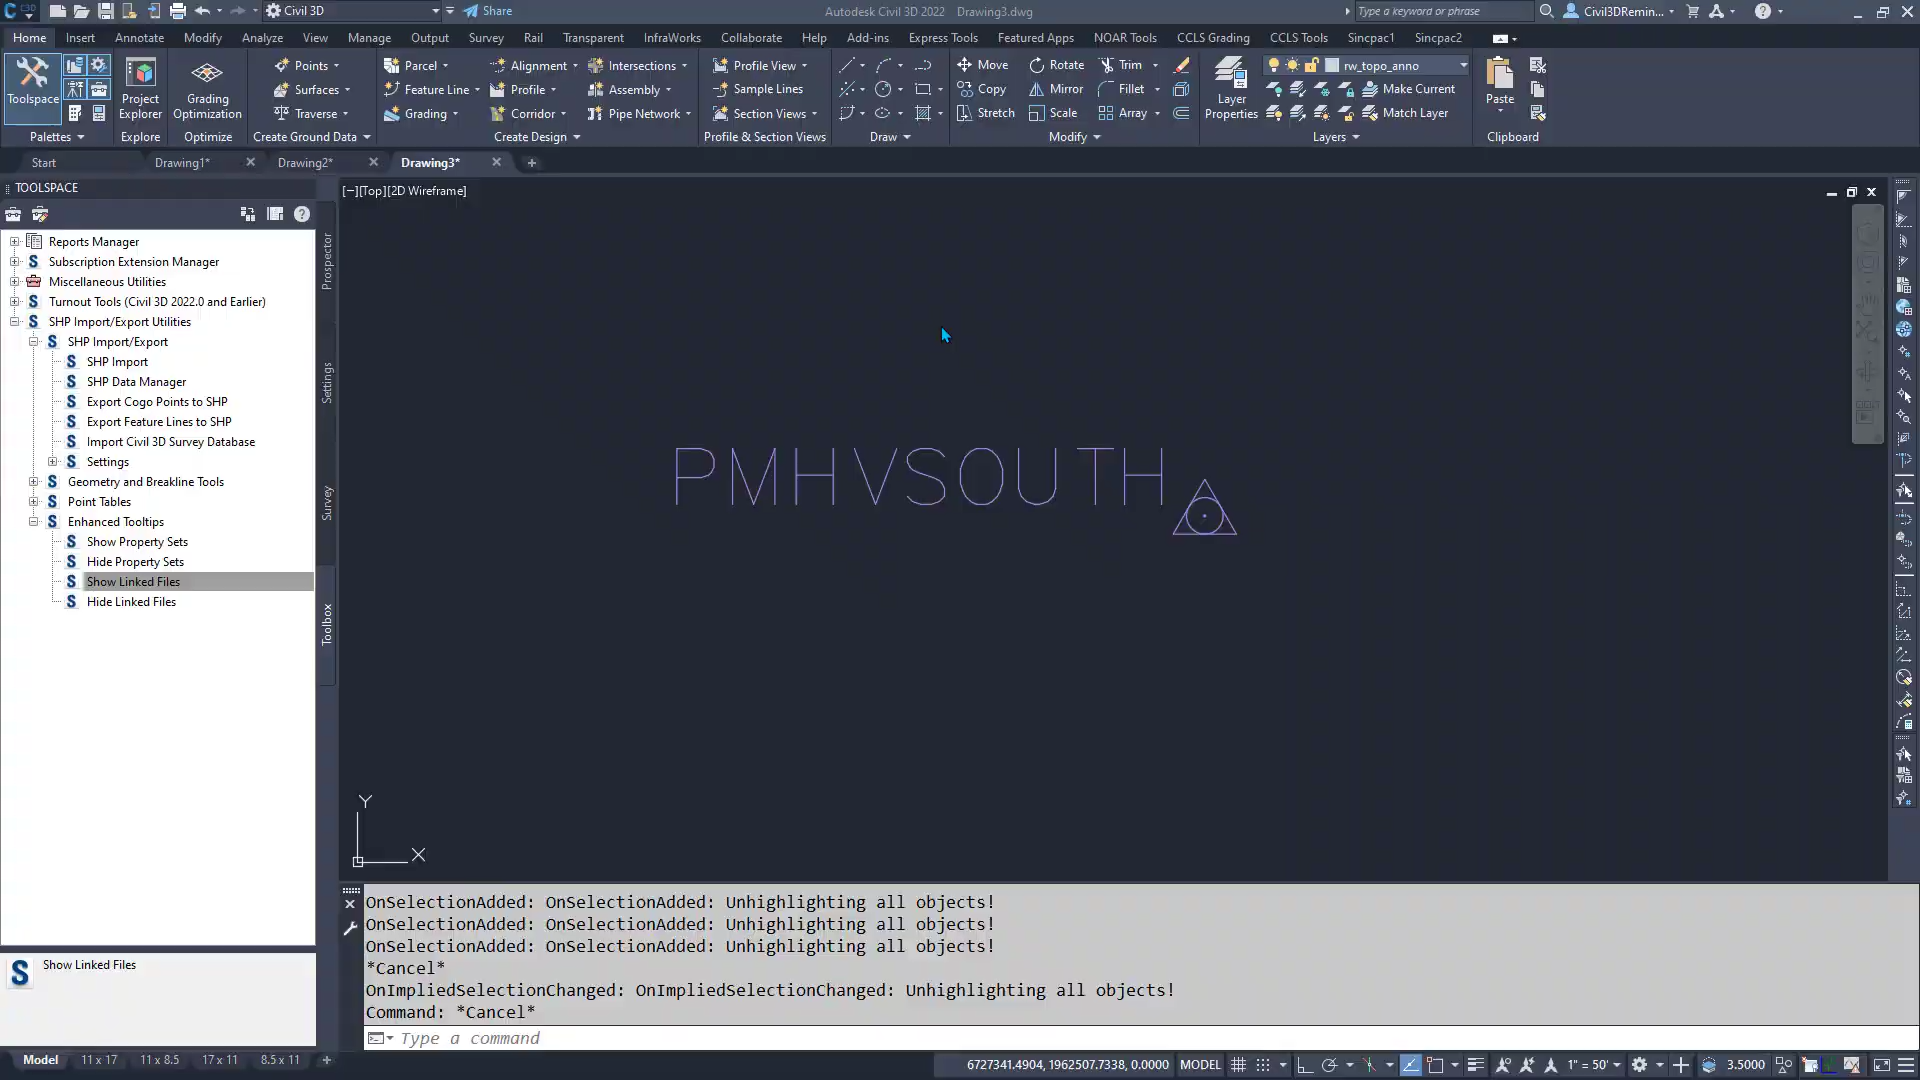 C3D Civil 3D Share Autodesk Civil 3D 2022 Drawing3.dwg Type a keyword or phrase Civil3DRemin...
Home Insert Annotate Modify Analyze View Manage Output Survey Rail Transparent InfraWorks Collaborate Help Add-ins Express Tools Featured Apps NOAR Tools CCLS Grading CCLS Tools Sincpac1 Sincpac2
Points Parcel Alignment Intersections Profile View Move Rotate Trim rw_topo_anno
Surfaces Feature Line Profile Assembly Sample Lines Copy Mirror Fillet Make Current
Traverse Grading Corridor Pipe Network Section Views Stretch Scale Array Match Layer
Toolspace Project Explorer Grading Optimization Layer Properties Paste
Palettes Explore Optimize Create Ground Data Create Design Profile & Section Views Draw Modify Layers Clipboard
Start Drawing1* Drawing2* Drawing3*
TOOLSPACE
[−][Top][2D Wireframe]
Reports Manager
Subscription Extension Manager
Miscellaneous Utilities
Turnout Tools (Civil 3D 2022.0 and Earlier)
SHP Import/Export Utilities
SHP Import/Export
SHP Import
SHP Data Manager
Export Cogo Points to SHP
Export Feature Lines to SHP
Import Civil 3D Survey Database
Settings
Geometry and Breakline Tools
Point Tables
Enhanced Tooltips
Show Property Sets
Hide Property Sets
Show Linked Files
Hide Linked Files
Prospector
Settings
Survey
Toolbox
PMHVSOUTH
Y
X
Show Linked Files
OnSelectionAdded: OnSelectionAdded: Unhighlighting all objects!
OnSelectionAdded: OnSelectionAdded: Unhighlighting all objects!
OnSelectionAdded: OnSelectionAdded: Unhighlighting all objects!
*Cancel*
OnImpliedSelectionChanged: OnImpliedSelectionChanged: Unhighlighting all objects!
Command: *Cancel*
Type a command
Model 11 x 17 11 x 8.5 17 x 11 8.5 x 11 + 6727341.4904, 1962507.7338, 0.0000 MODEL 1" = 50' 3.5000